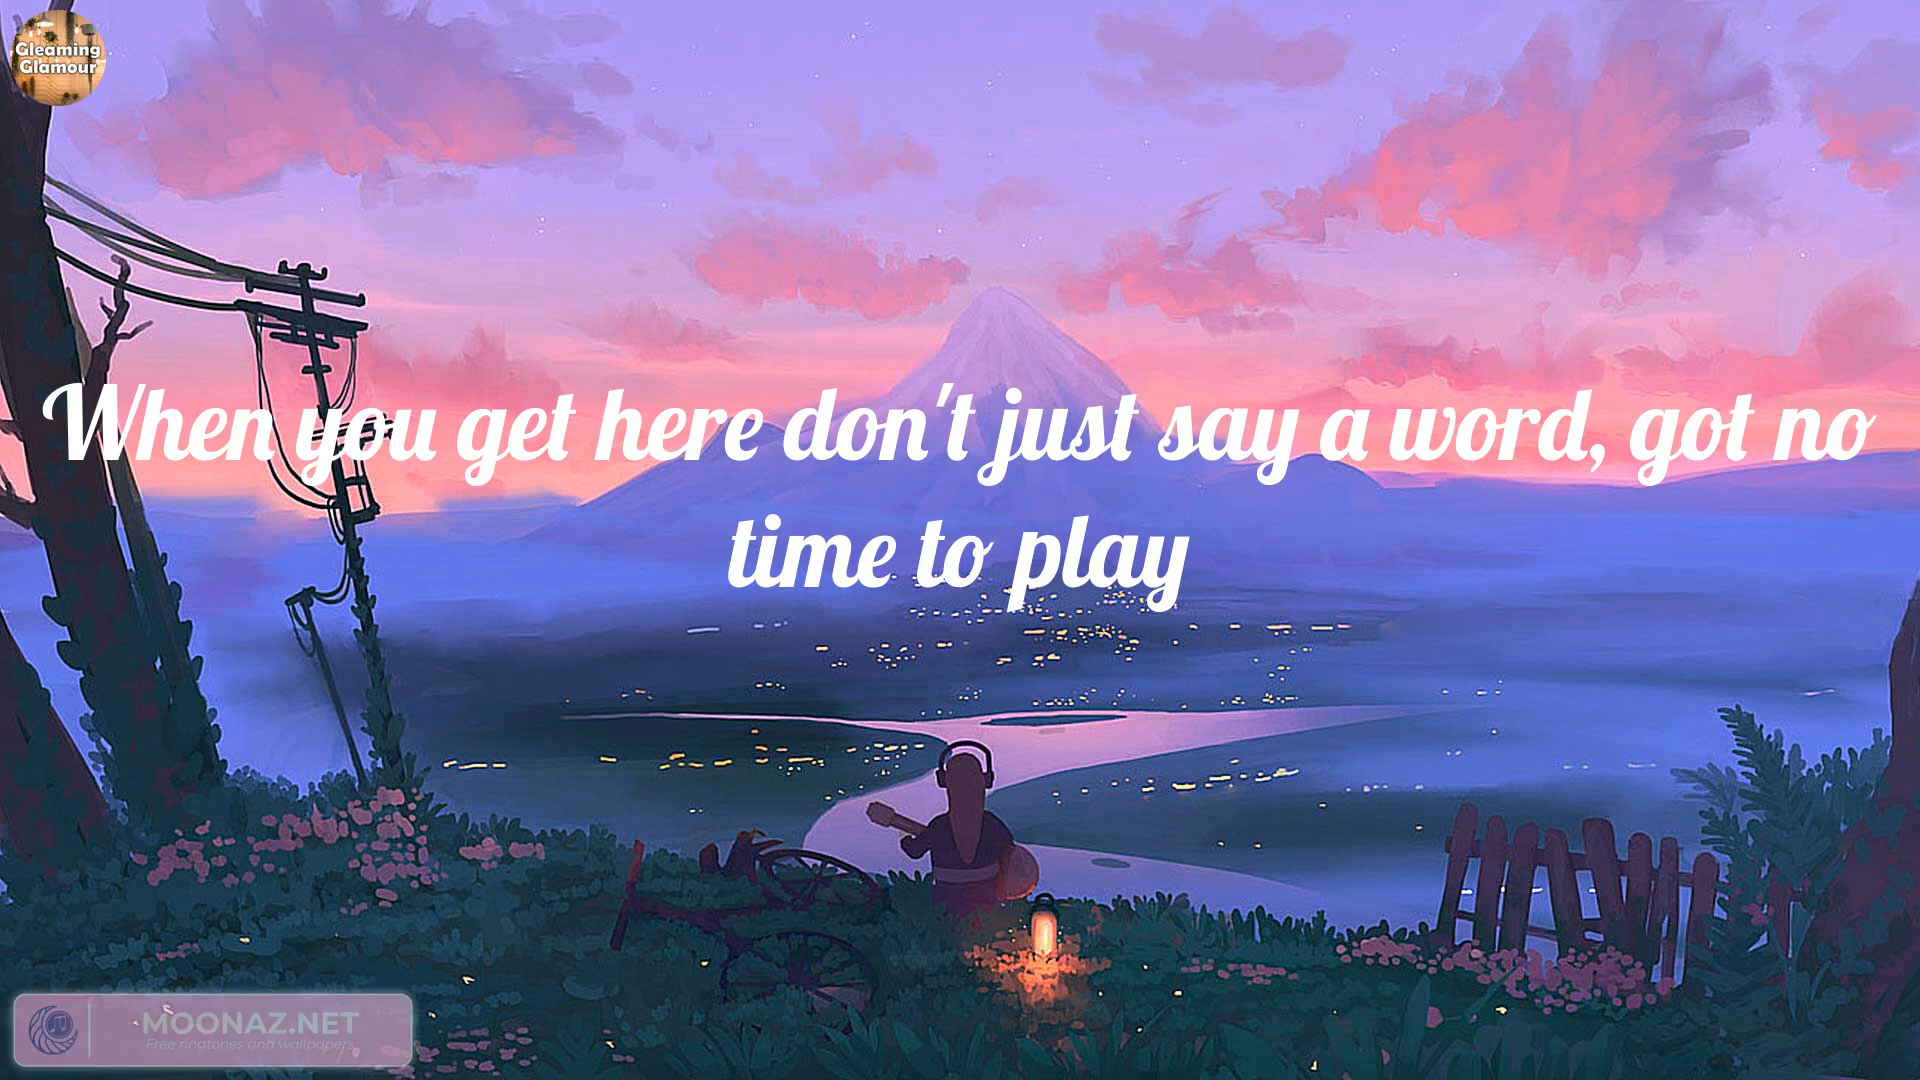 Gleaming
Glamour
When you get here don't just say a word, got no
time to play
MOONAZ.NET
Free ringtones and wallpapers